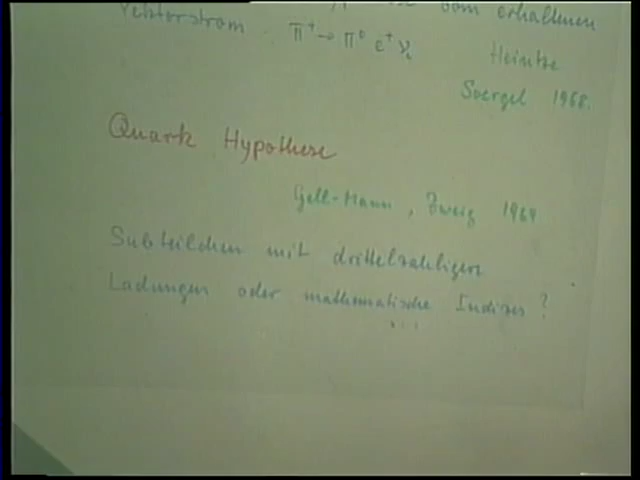 vom erhaltenen
Vektorstrom π⁺→ π⁰ e⁺ νₑ Heintze
Soergel 1968.
Quark Hypothese
Gell-Mann, Zweig 1964
Subteilchen mit drittelzahligen
Ladungen oder mathematische Indizes?